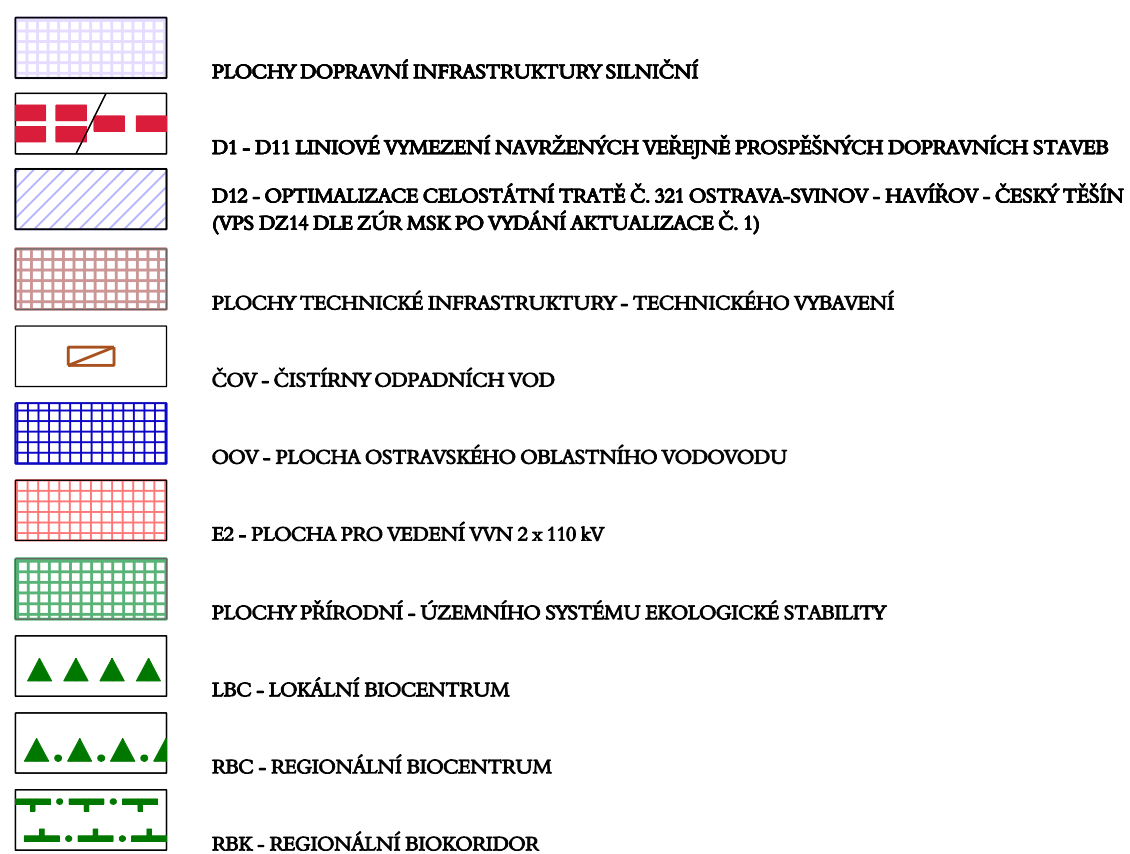 PLOCHY DOPRAVNÍ INFRASTRUKTURY SILNIČNÍ
D1 - D11 LINIOVÉ VYMEZENÍ NAVRŽENÝCH VEŘEJNĚ PROSPĚŠNÝCH DOPRAVNÍCH STAVEB
D12 - OPTIMALIZACE CELOSTÁTNÍ TRATĚ Č. 321 OSTRAVA-SVINOV - HAVÍŘOV - ČESKÝ TĚŠÍN
(VPS DZ14 DLE ZÚR MSK PO VYDÁNÍ AKTUALIZACE Č. 1)
PLOCHY TECHNICKÉ INFRASTRUKTURY - TECHNICKÉHO VYBAVENÍ
ČOV - ČISTÍRNY ODPADNÍCH VOD
OOV - PLOCHA OSTRAVSKÉHO OBLASTNÍHO VODOVODU
E2 - PLOCHA PRO VEDENÍ VVN 2 x 110 kV
PLOCHY PŘÍRODNÍ - ÚZEMNÍHO SYSTÉMU EKOLOGICKÉ STABILITY
LBC - LOKÁLNÍ BIOCENTRUM
RBC - REGIONÁLNÍ BIOCENTRUM
RBK - REGIONÁLNÍ BIOKORIDOR